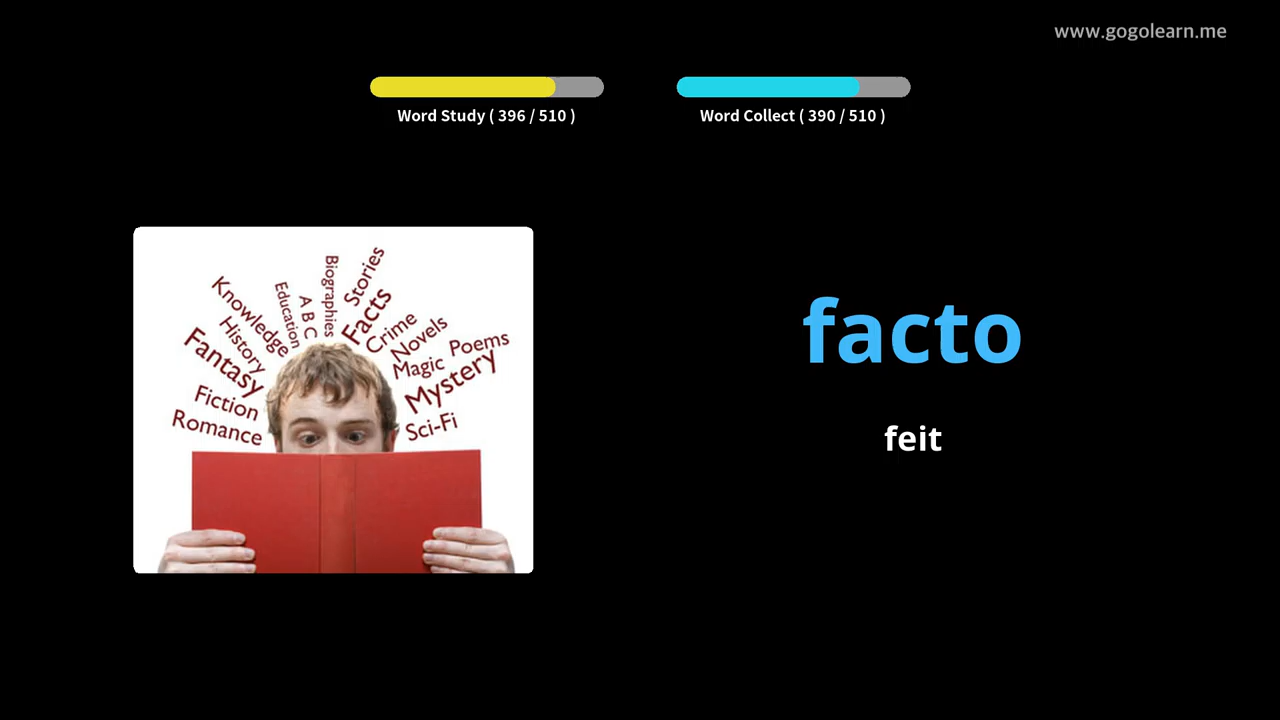 www.gogolearn.me
Word Study ( 396 / 510 )
Word Collect ( 390 / 510 )
Stories
Biographies
Facts
A B C
Education
Knowledge
Crime
Novels
History
Poems
Magic
Fantasy
Mystery
Fiction
Sci-Fi
Romance
facto
feit